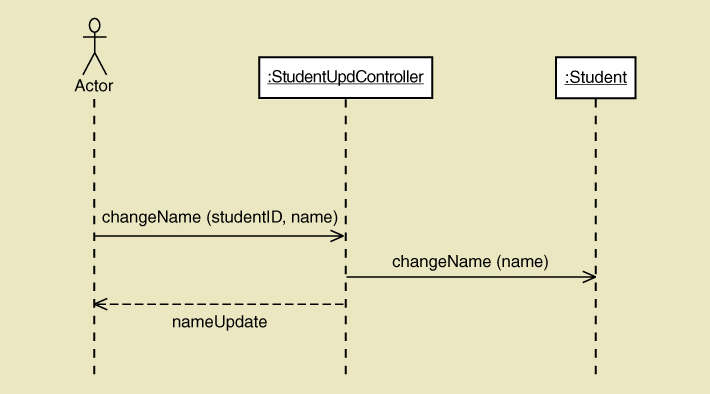 Actor
:StudentUpdController
:Student
changeName (studentID, name)
changeName (name)
nameUpdate